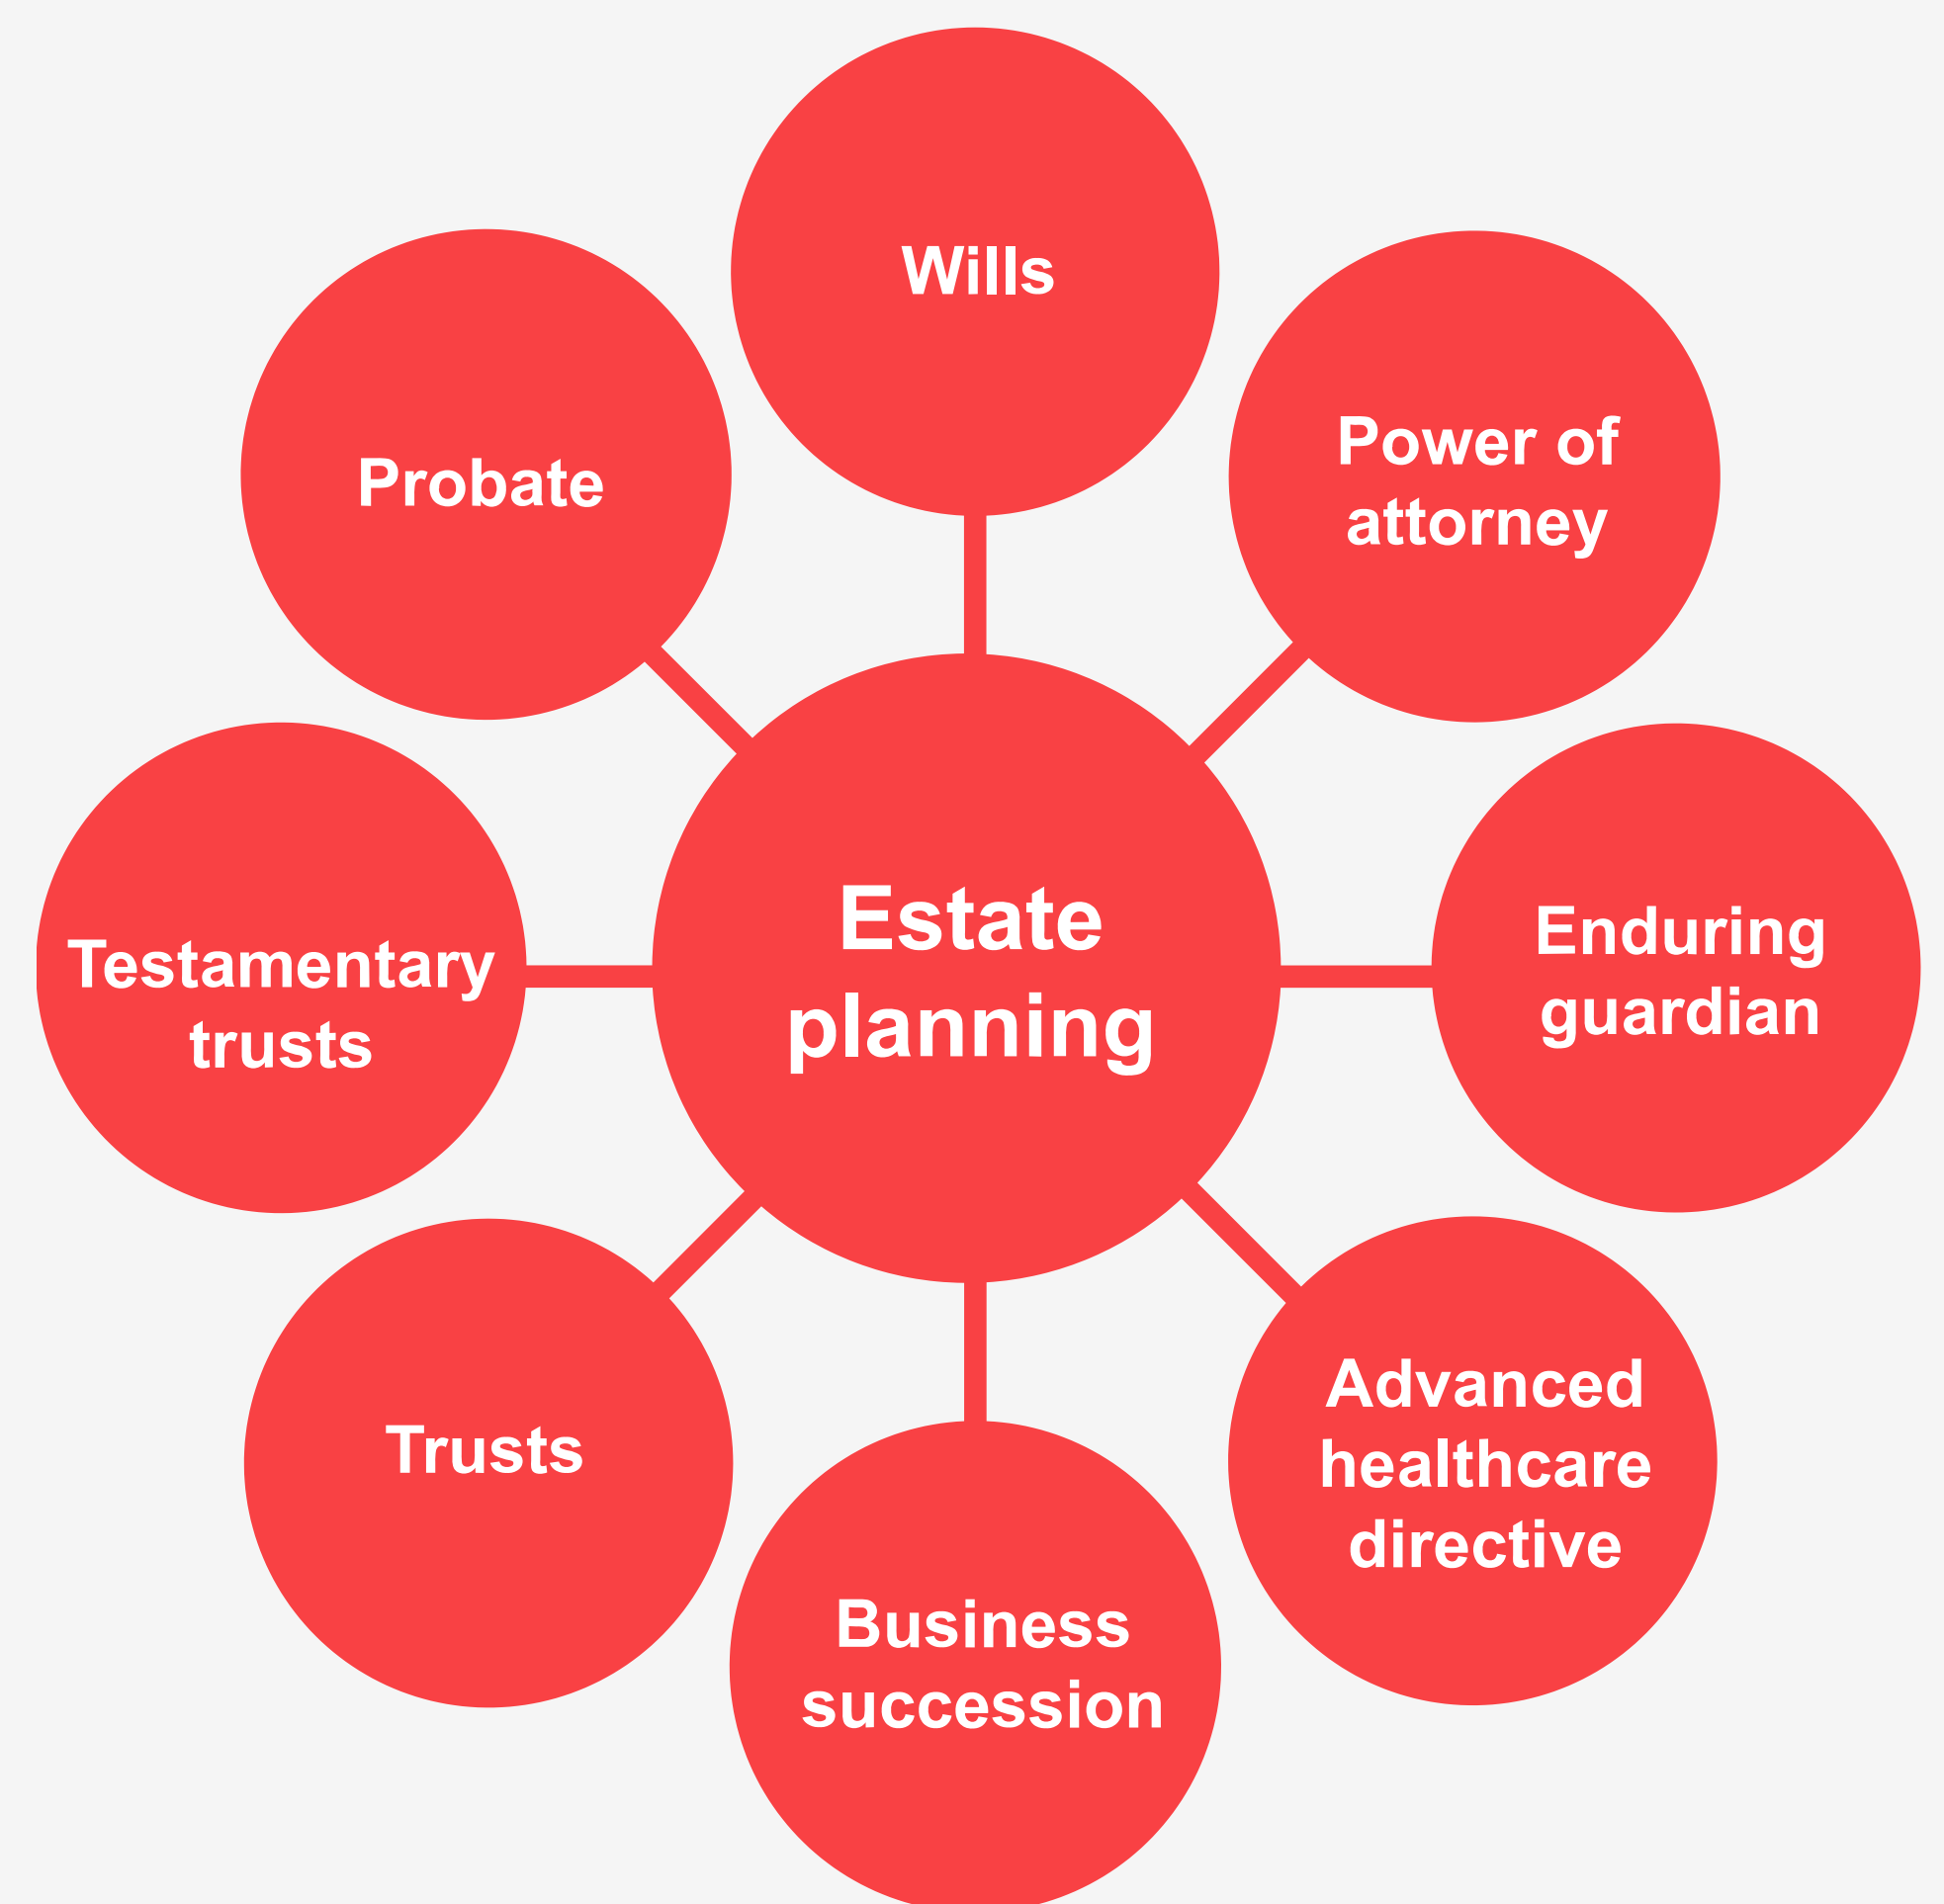 Wills
Power of
attorney
Probate
Enduring
guardian
Estate
planning
Testamentary
trusts
Advanced
healthcare
directive
Trusts
Business
succession